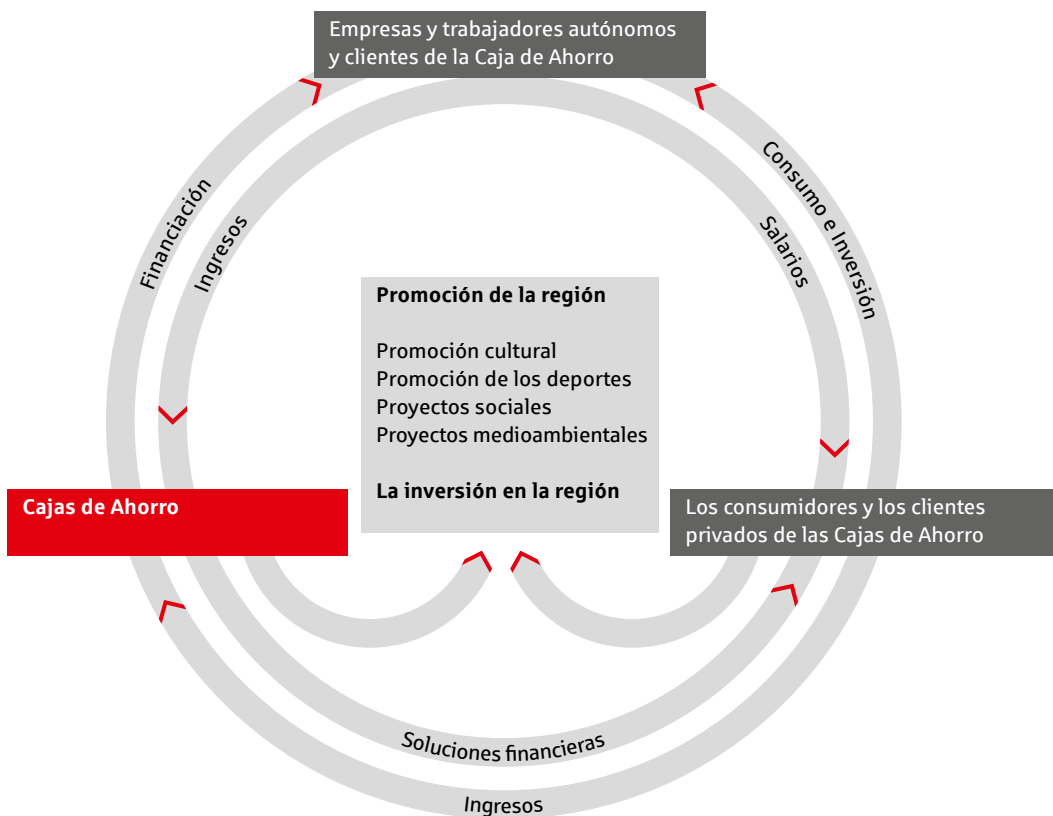 Empresas y trabajadores autónomos
y clientes de la Caja de Ahorro
Financiación
Ingresos
Consumo e Inversión
Salarios
Promoción de la región
Promoción cultural
Promoción de los deportes
Proyectos sociales
Proyectos medioambientales
La inversión en la región
Cajas de Ahorro
Los consumidores y los clientes
privados de las Cajas de Ahorro
Soluciones financieras
Ingresos